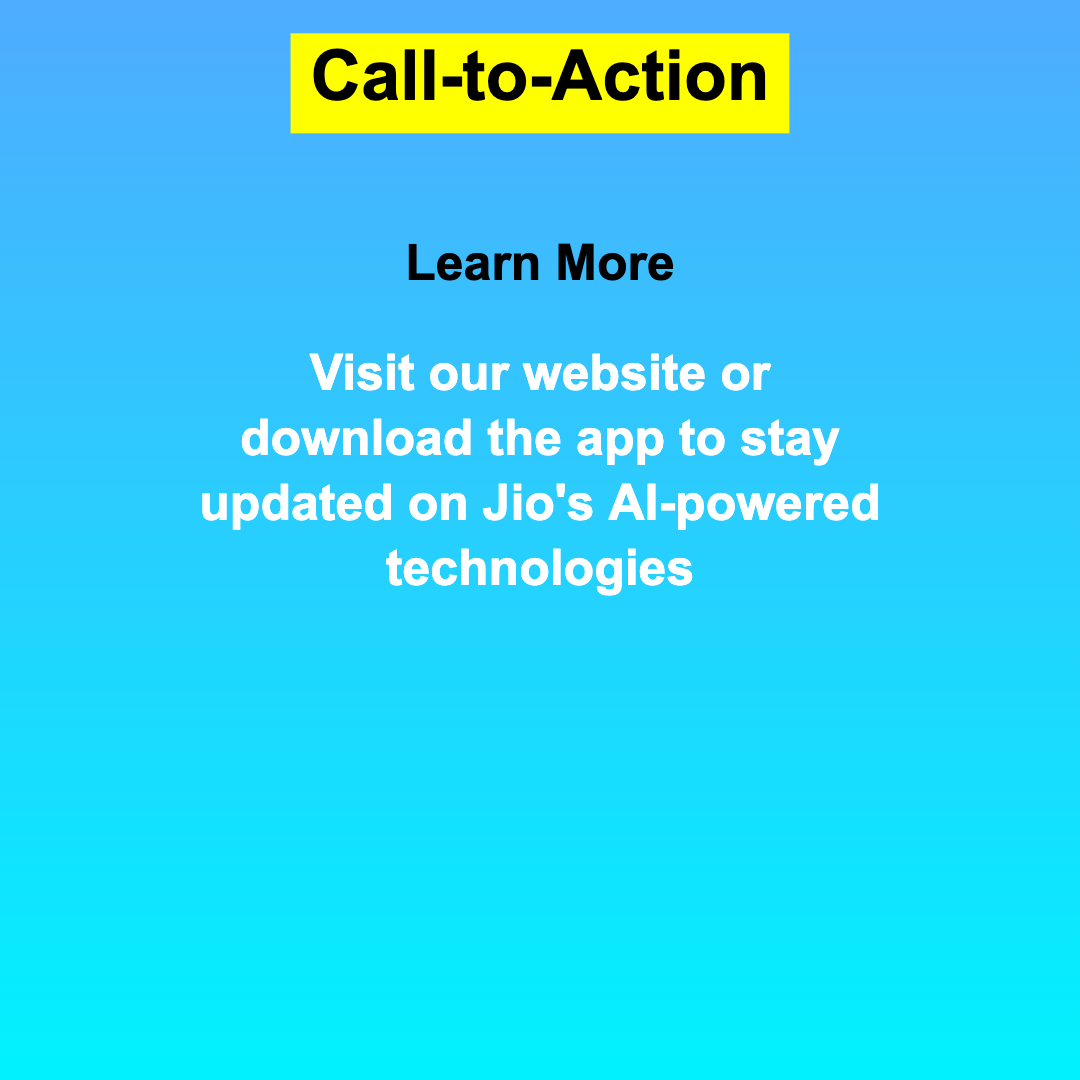 Call-to-Action
Learn More
Visit our website or
download the app to stay
updated on Jio's AI-powered
technologies